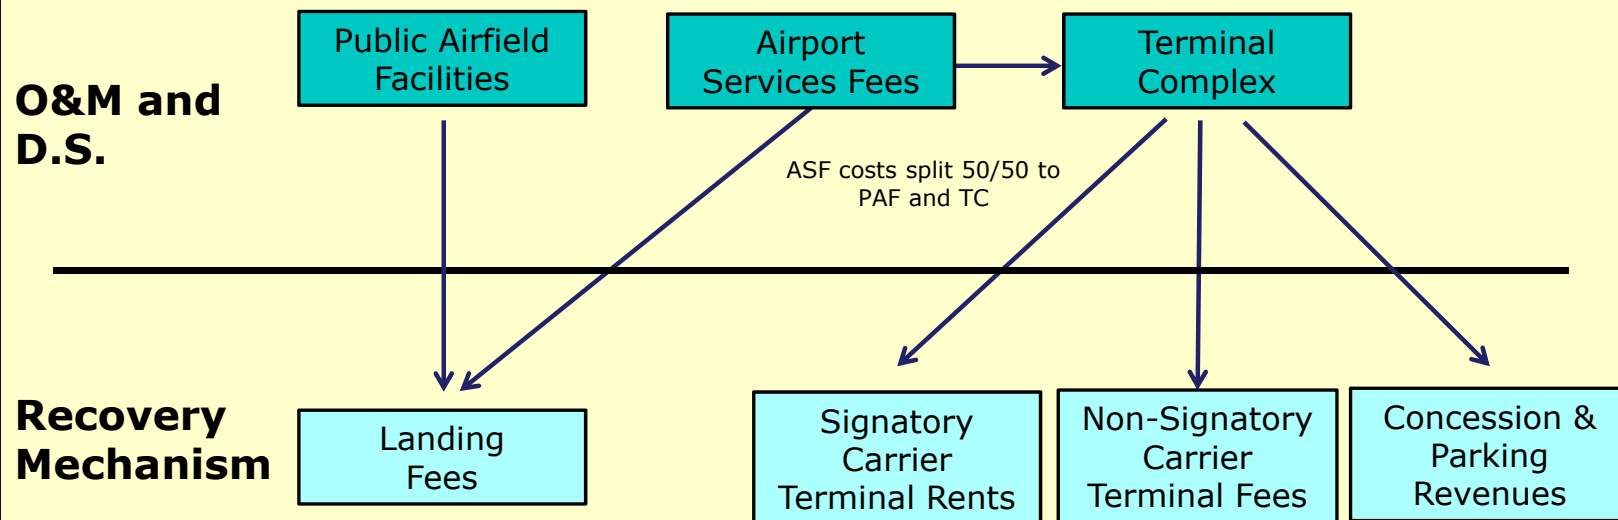 Public Airfield
Facilities
Airport
Services Fees
Terminal
Complex
O&M and
D.S.
ASF costs split 50/50 to
PAF and TC
Recovery
Mechanism
Landing
Fees
Signatory
Carrier
Terminal Rents
Non-Signatory
Carrier
Terminal Fees
Concession &
Parking
Revenues